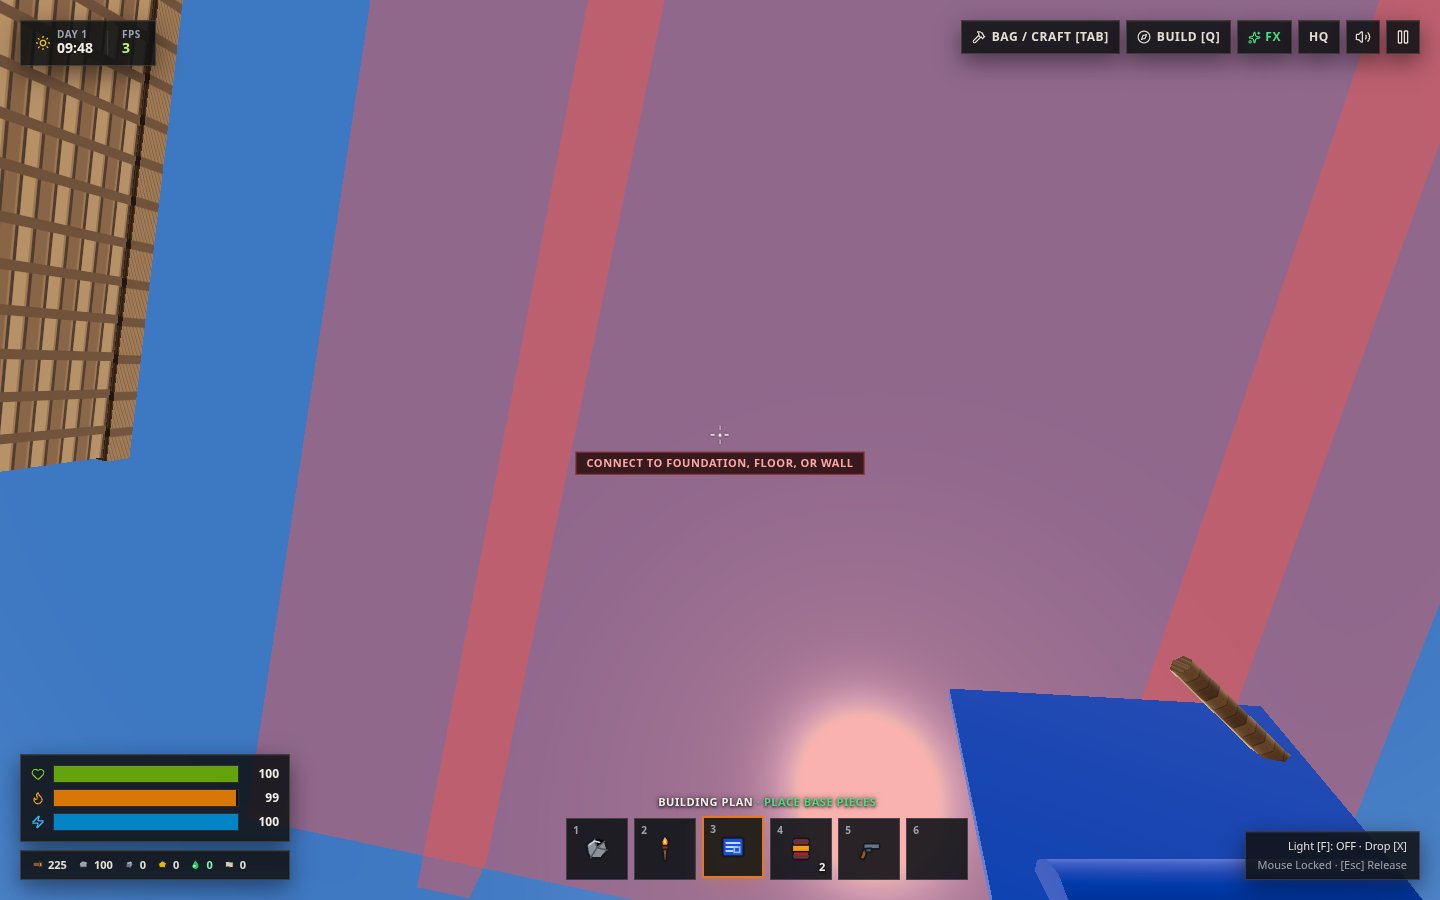 DAY 1
09:48
FPS
3
BAG / CRAFT [TAB]
BUILD [Q]
FX
HQ
CONNECT TO FOUNDATION, FLOOR, OR WALL
100
99
100
225
100
0
0
0
0
BUILDING PLAN · PLACE BASE PIECES
1
2
3
4
2
5
6
Light [F]: OFF · Drop [X]
Mouse Locked · [Esc] Release